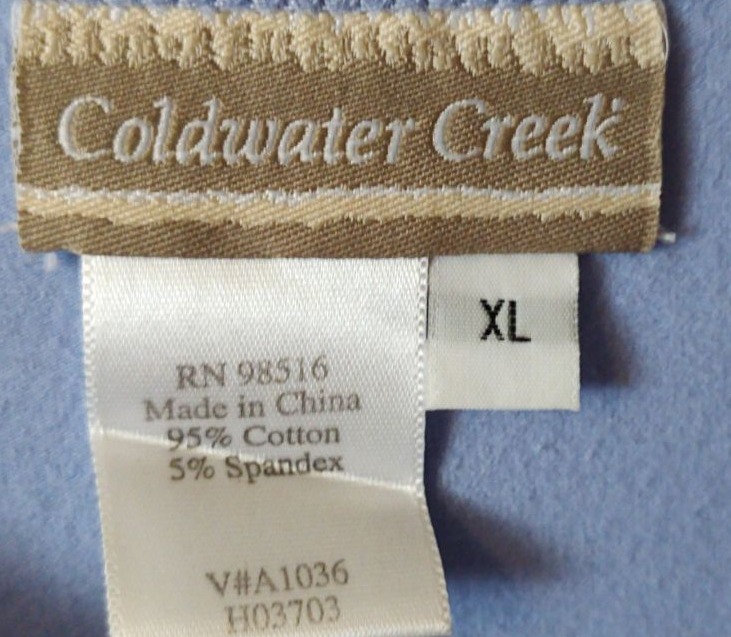 Coldwater Creek
XL
RN 98516
Made in China
95% Cotton
5% Spandex
V#A1036
H03703